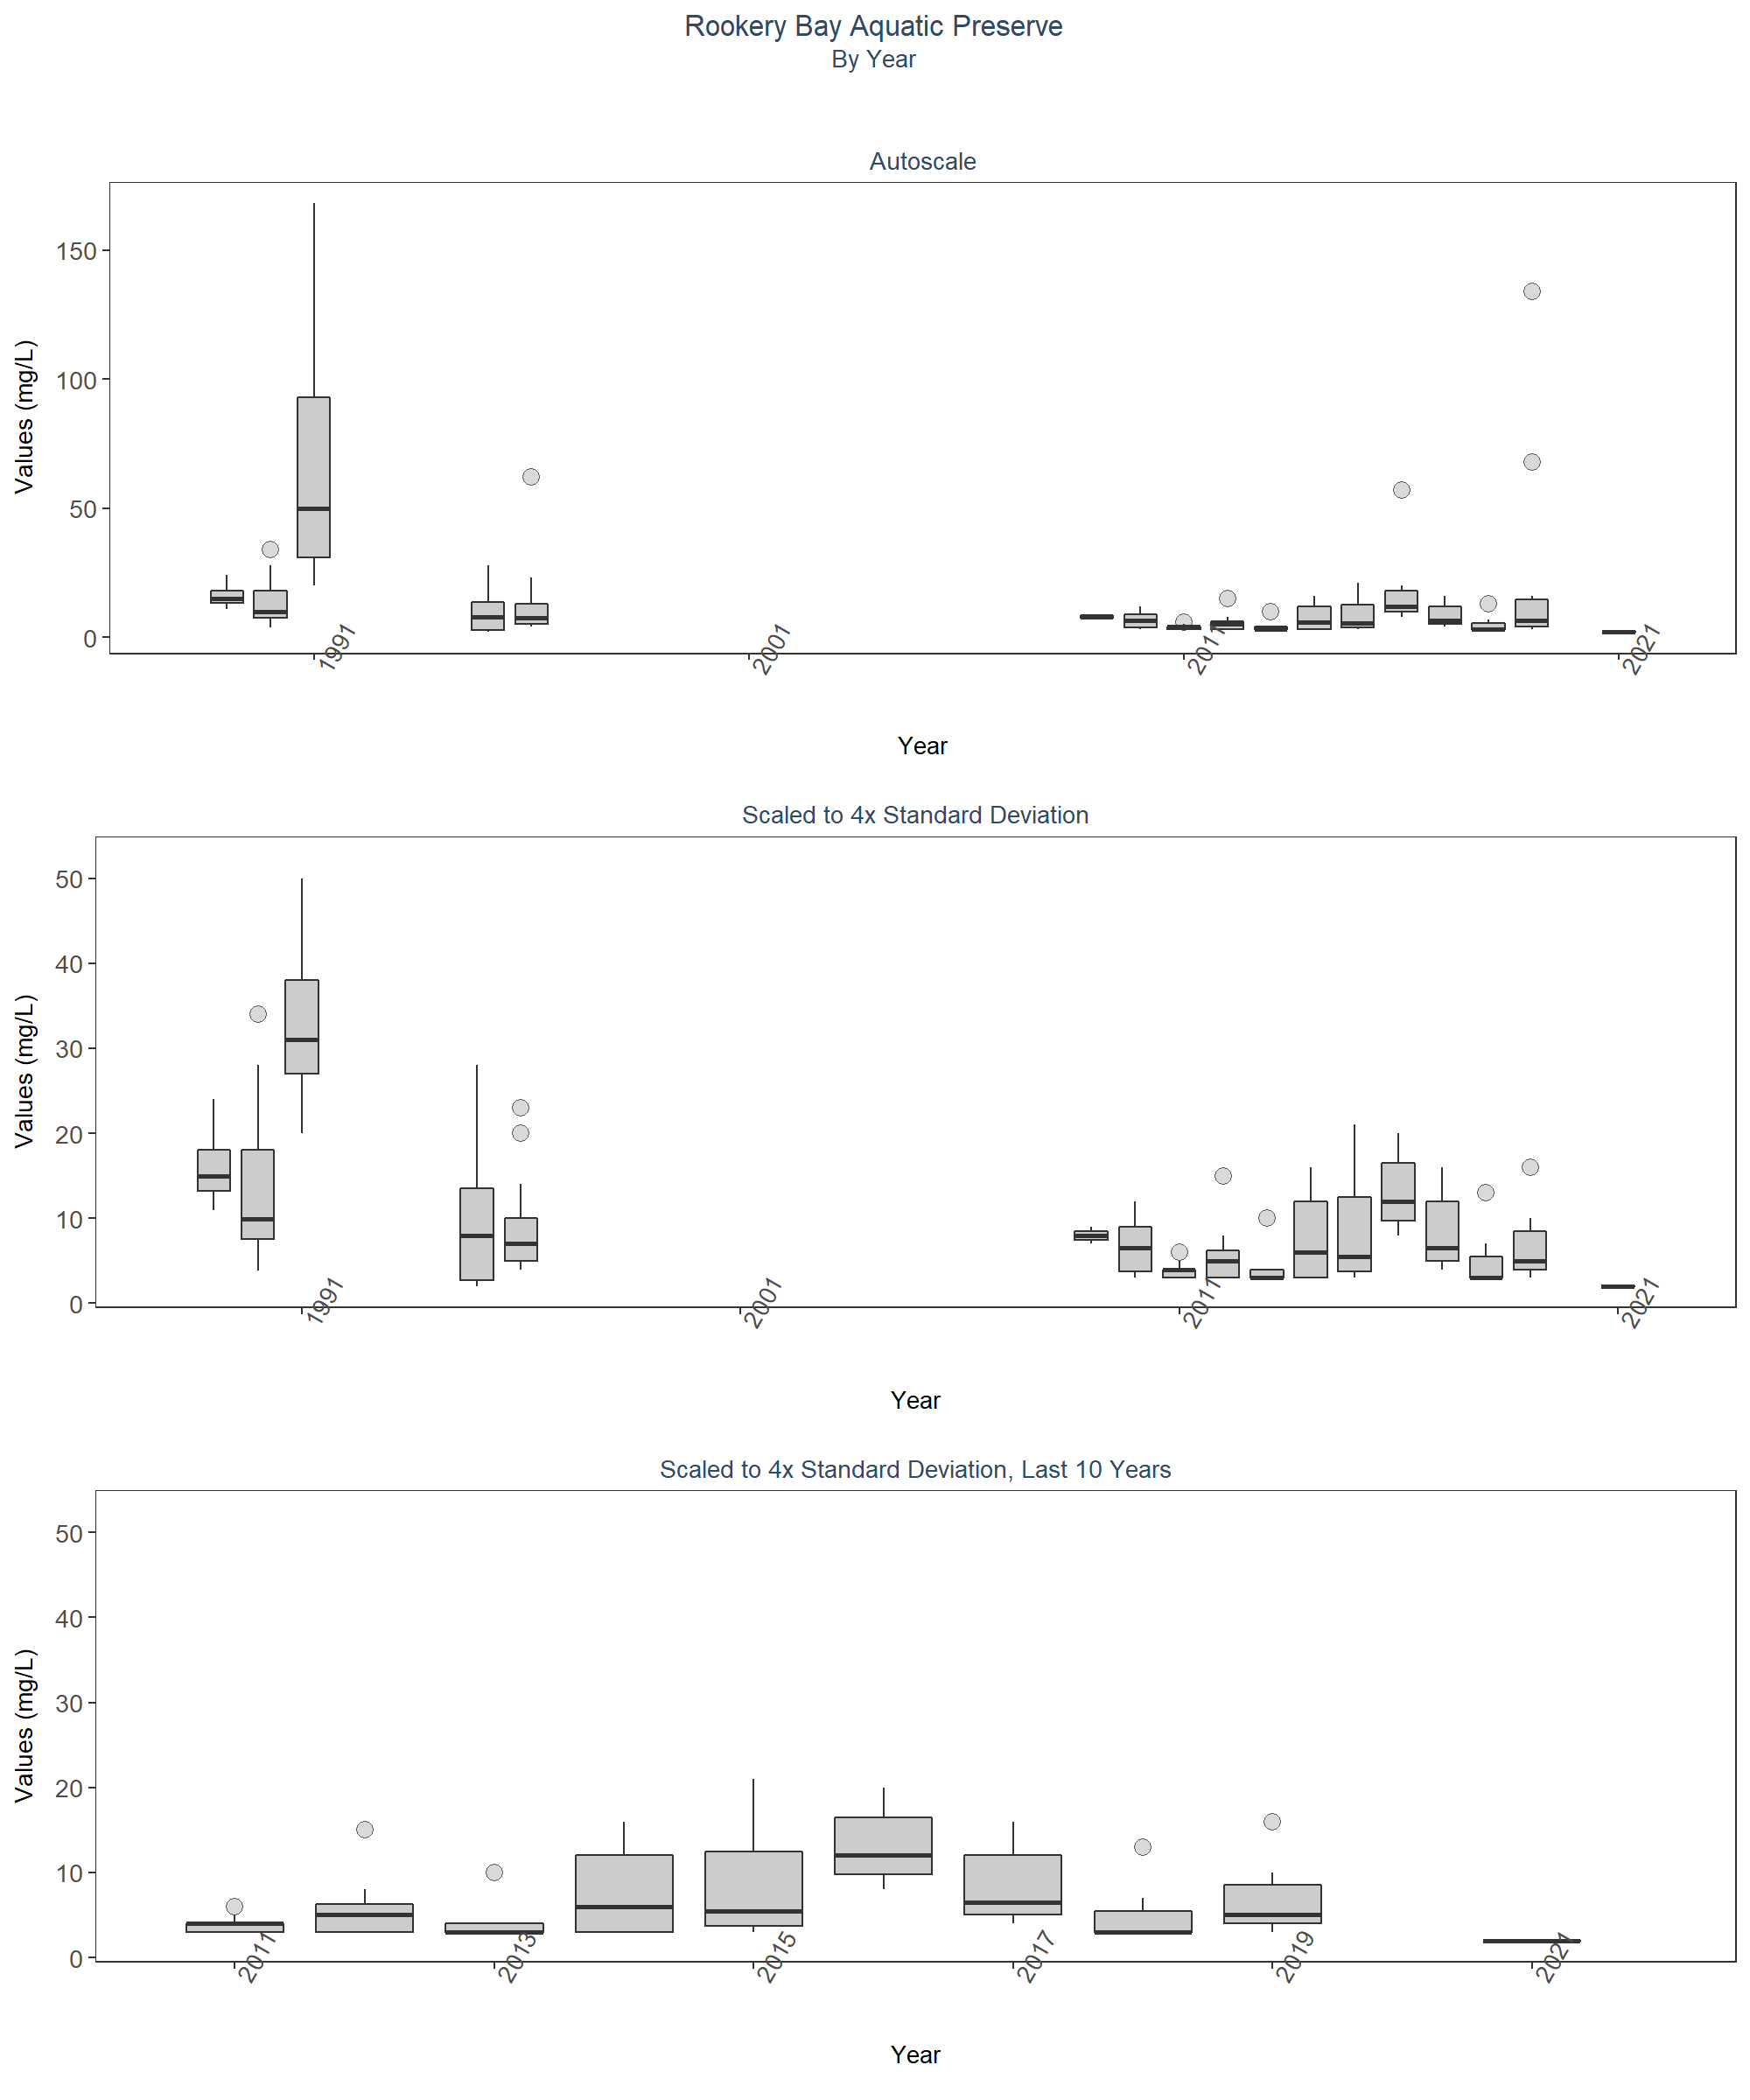 Rookery Bay Aquatic Preserve
By Year
Autoscale
Values (mg/L)
150
100
50
0
1991
2001
2011
2021
Year
Scaled to 4x Standard Deviation
Values (mg/L)
50
40
30
20
10
0
1991
2001
2011
2021
Year
Scaled to 4x Standard Deviation, Last 10 Years
Values (mg/L)
50
40
30
20
10
0
2011
2013
2015
2017
2019
2021
Year